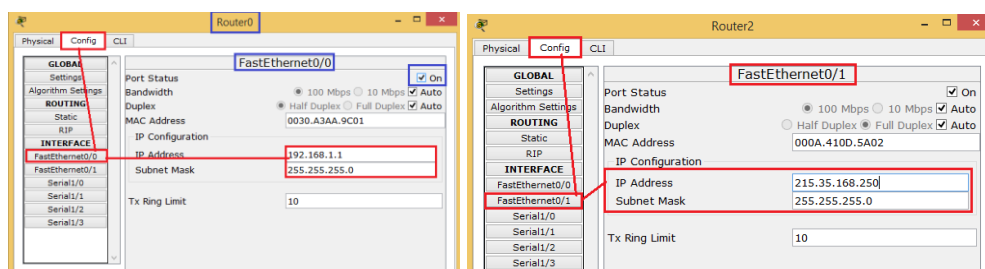 Router0
Physical Config CLI
GLOBAL
Settings
Algorithm Settings
ROUTING
Static
RIP
INTERFACE
FastEthernet0/0
FastEthernet0/1
Serial1/0
Serial1/1
Serial1/2
Serial1/3
FastEthernet0/0
Port Status On
Bandwidth 100 Mbps 10 Mbps Auto
Duplex Half Duplex Full Duplex Auto
MAC Address 0030.A3AA.9C01
IP Configuration
IP Address 192.168.1.1
Subnet Mask 255.255.255.0
Tx Ring Limit 10
Router2
Physical Config CLI
GLOBAL
Settings
Algorithm Settings
ROUTING
Static
RIP
INTERFACE
FastEthernet0/0
FastEthernet0/1
Serial1/0
Serial1/1
Serial1/2
Serial1/3
FastEthernet0/1
Port Status On
Bandwidth 100 Mbps 10 Mbps Auto
Duplex Half Duplex Full Duplex Auto
MAC Address 000A.410D.5A02
IP Configuration
IP Address 215.35.168.250
Subnet Mask 255.255.255.0
Tx Ring Limit 10